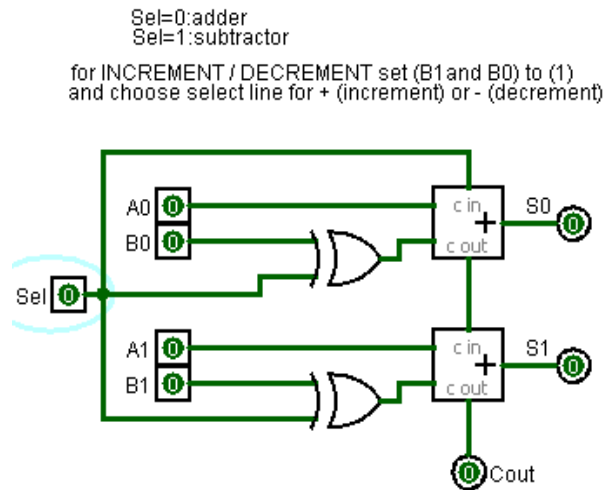 Sel=0:adder
Sel=1:subtractor
for INCREMENT / DECREMENT set (B1and B0) to (1)
and choose select line for + (increment) or - (decrement)
A0 0
c in
S0
0
B0 0
+
c out
Sel 0
A1 0
c in
S1
0
B1 0
+
c out
0 Cout